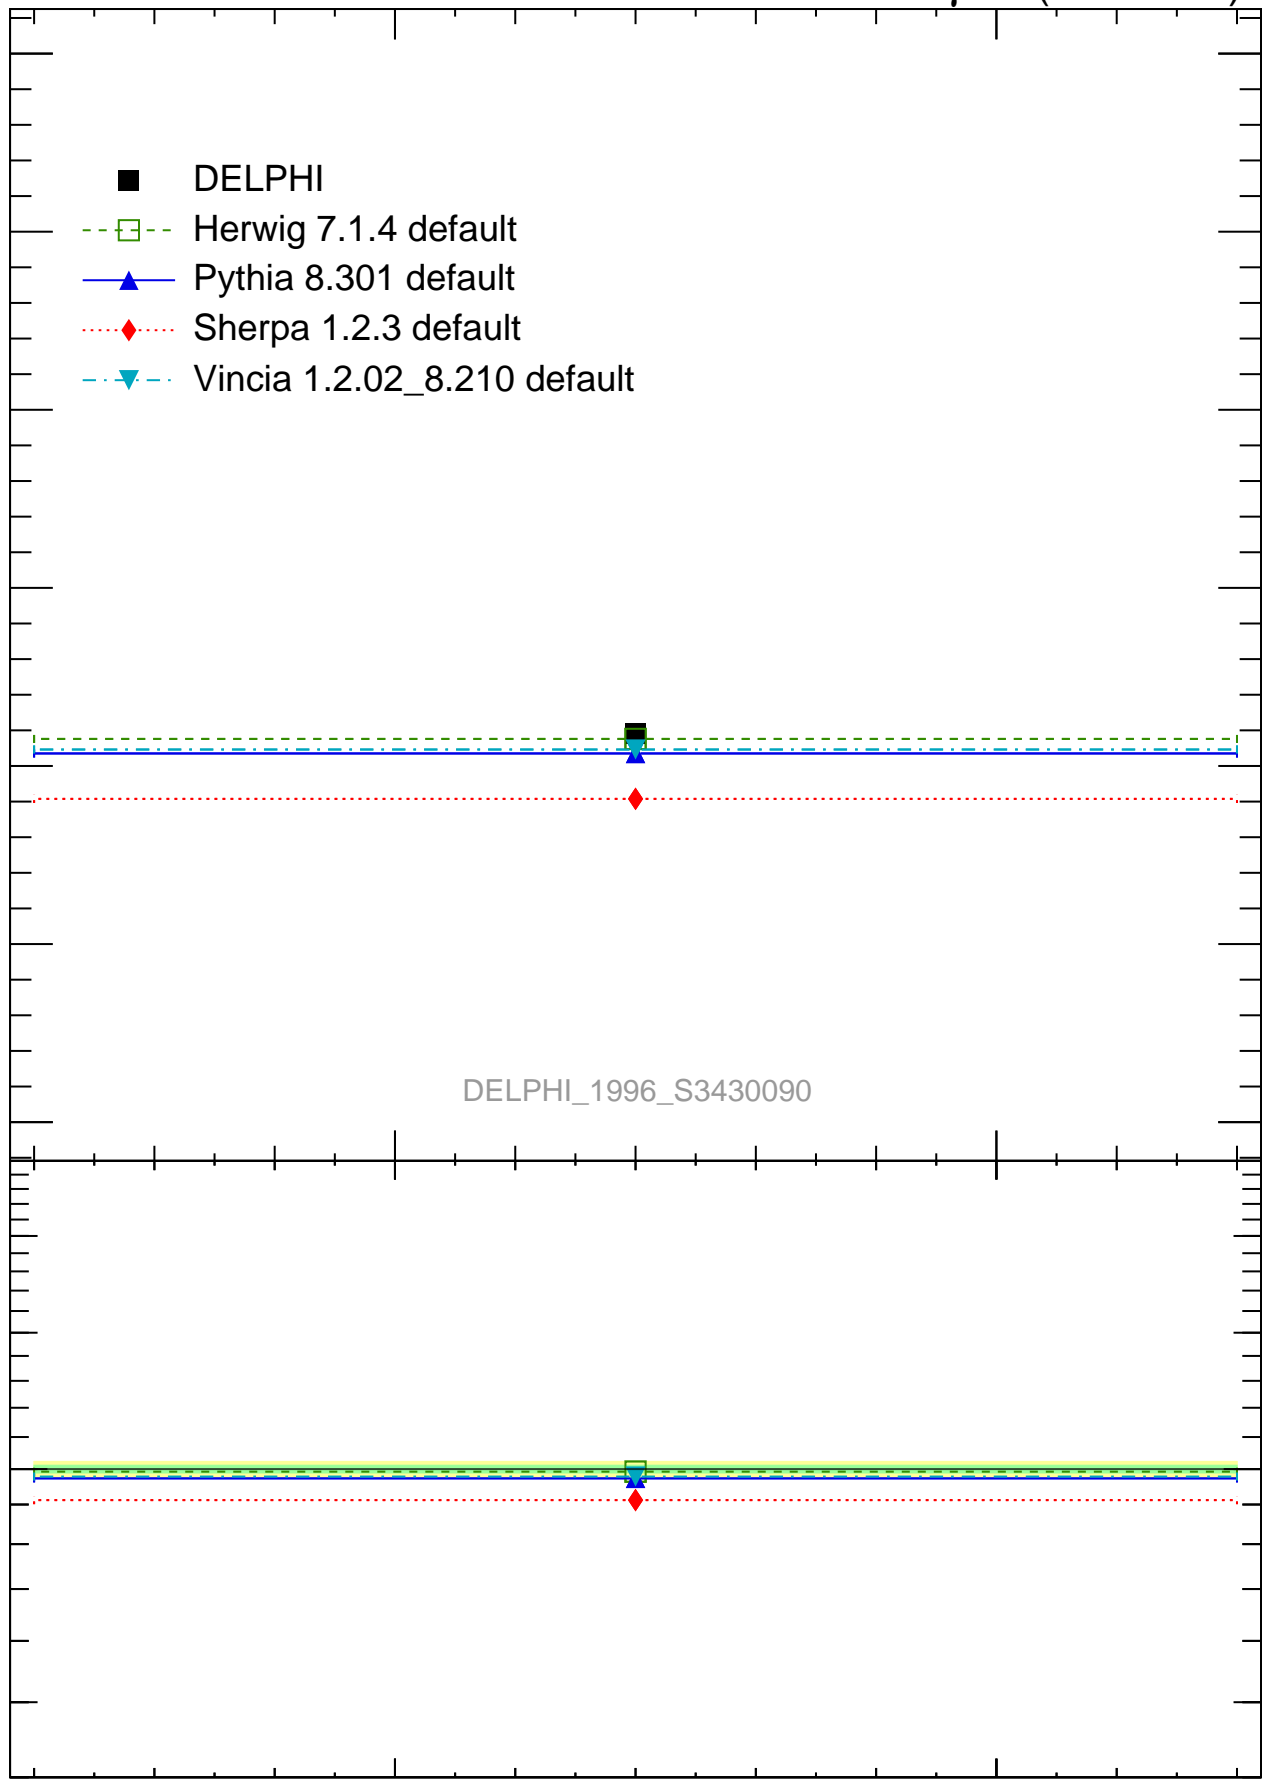 DELPHI
Herwig 7.1.4 default
Pythia 8.301 default
Sherpa 1.2.3 default
Vincia 1.2.02_8.210 default
DELPHI_1996_S3430090